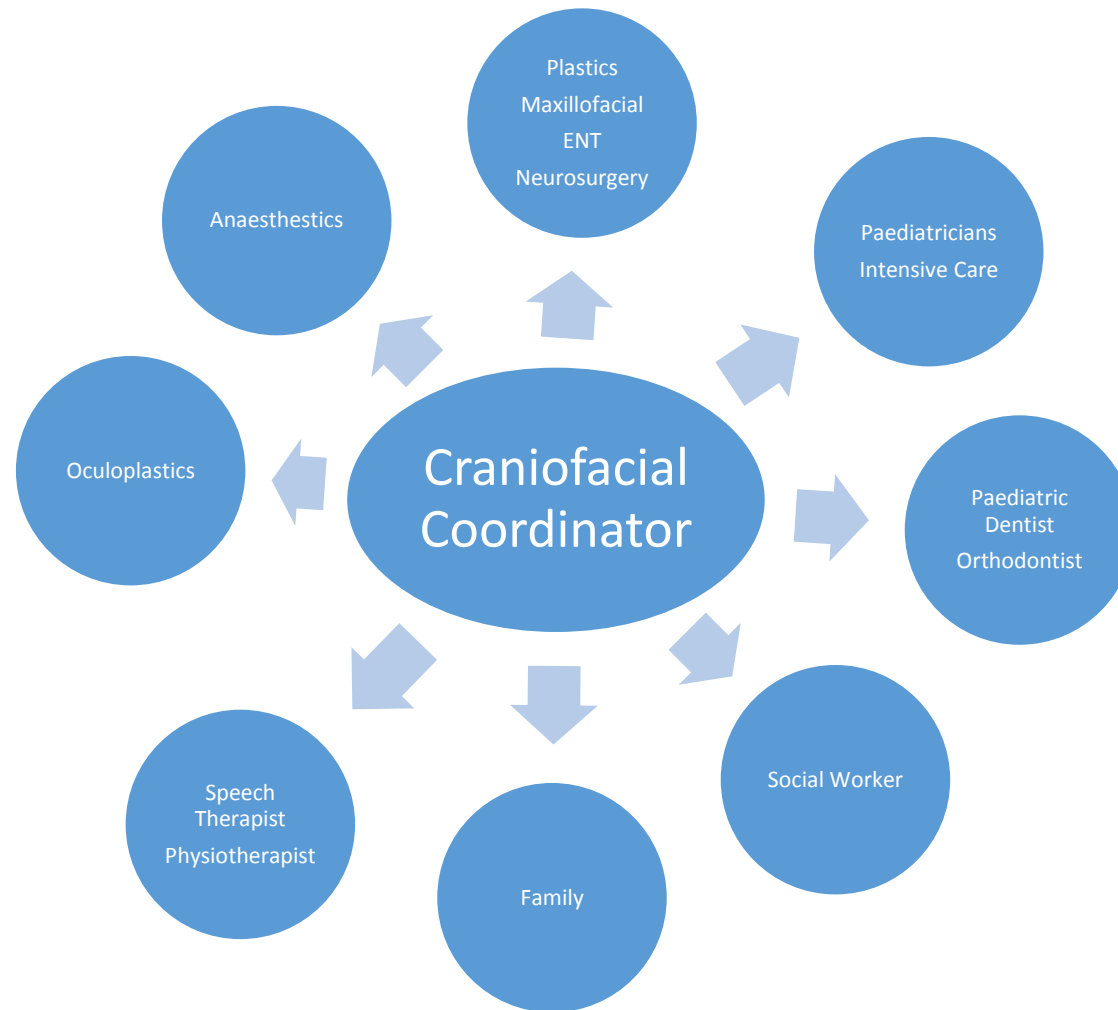 Plastics
Maxillofacial
ENT
Neurosurgery
Anaesthestics
Paediatricians
Intensive Care
Oculoplastics
Craniofacial
Coordinator
Paediatric
Dentist
Orthodontist
Social Worker
Speech
Therapist
Physiotherapist
Family